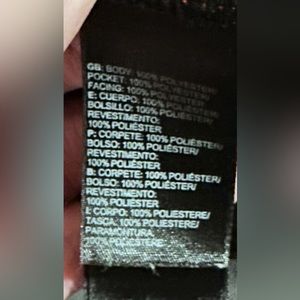 GB: BODY: 100% POLYESTER/
POCKET: 100% POLYESTER/
FACING: 100% POLYESTER
E: CUERPO: 100% POLIÉSTER/
BOLSILLO: 100% POLIÉSTER/
REVESTIMENTO:
100% POLIÉSTER
P: CORPETE: 100% POLIÉSTER/
BOLSO: 100% POLIÉSTER/
REVESTIMENTO:
100% POLIÉSTER
B: CORPETE: 100% POLIÉSTER/
BOLSO: 100% POLIÉSTER/
REVESTIMENTO:
100% POLIÉSTER
I: CORPO: 100% POLIESTERE/
TASCA: 100% POLIESTERE/
PARAMONTURA:
100% POLIESTERE